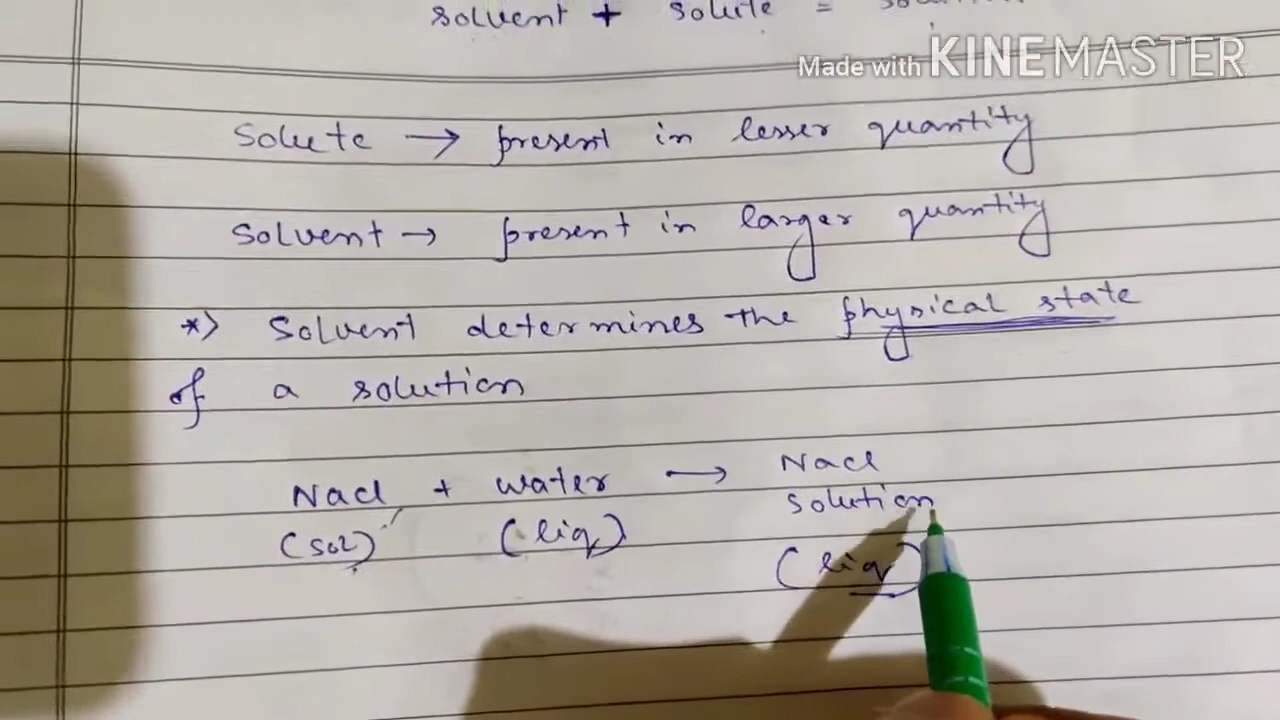 solvent + solute =
Made with KINEMASTER
Solute → present in lesser quantity
Solvent → present in larger quantity
*) Solvent determines the physical state
of a solution
NaCl + water → NaCl
solution
(sol) (liq)
(liq)